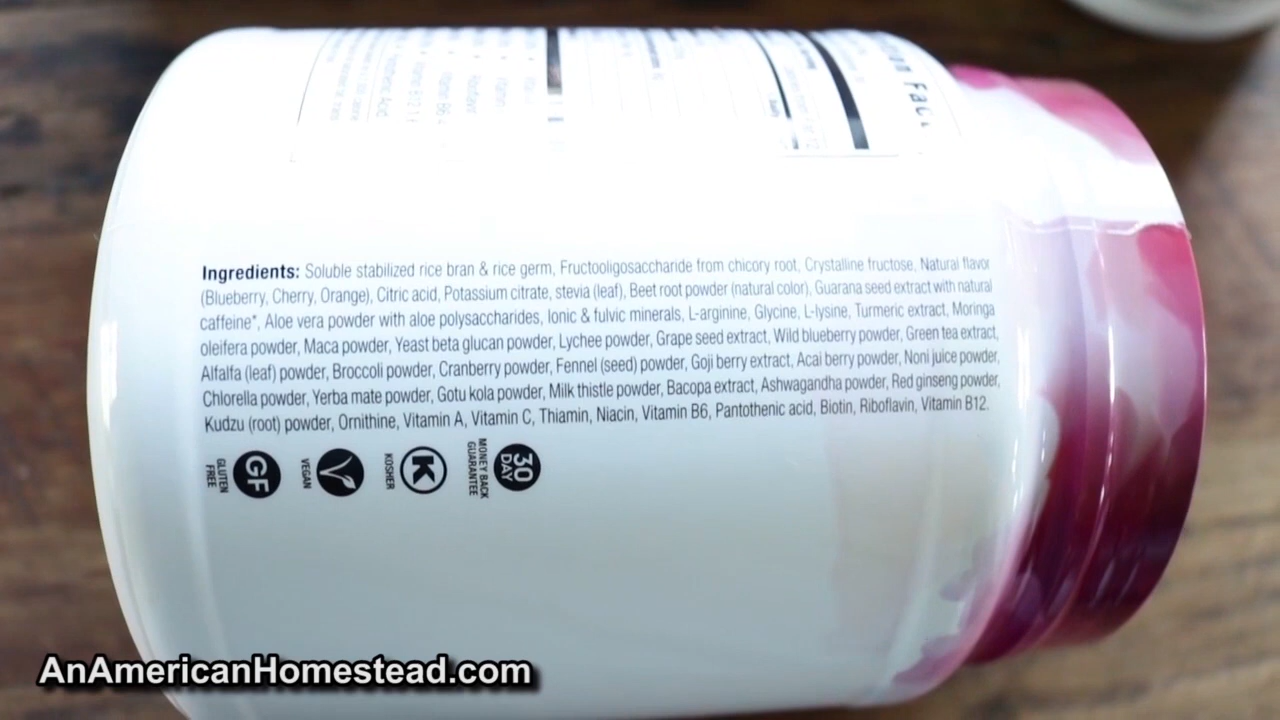 Ingredients: Soluble stabilized rice bran & rice germ, Fructooligosaccharide from chicory root, Crystalline fructose, Natural flavor
(Blueberry, Cherry, Orange), Citric acid, Potassium citrate, stevia (leaf), Beet root powder (natural color), Guarana seed extract with natural
caffeine*, Aloe vera powder with aloe polysaccharides, Ionic & fulvic minerals, L-arginine, Glycine, L-lysine, Turmeric extract, Moringa
oleifera powder, Maca powder, Yeast beta glucan powder, Lychee powder, Grape seed extract, Wild blueberry powder, Green tea extract,
Alfalfa (leaf) powder, Broccoli powder, Cranberry powder, Fennel (seed) powder, Goji berry extract, Acai berry powder, Noni juice powder,
Chlorella powder, Yerba mate powder, Gotu kola powder, Milk thistle powder, Bacopa extract, Ashwagandha powder, Red ginseng powder,
Kudzu (root) powder, Ornithine, Vitamin A, Vitamin C, Thiamin, Niacin, Vitamin B6, Pantothenic acid, Biotin, Riboflavin, Vitamin B12.
GLUTEN
FREE
GF
VEGAN
KOSHER
K
MONEY BACK
GUARANTEE
30
DAY
AnAmericanHomestead.com